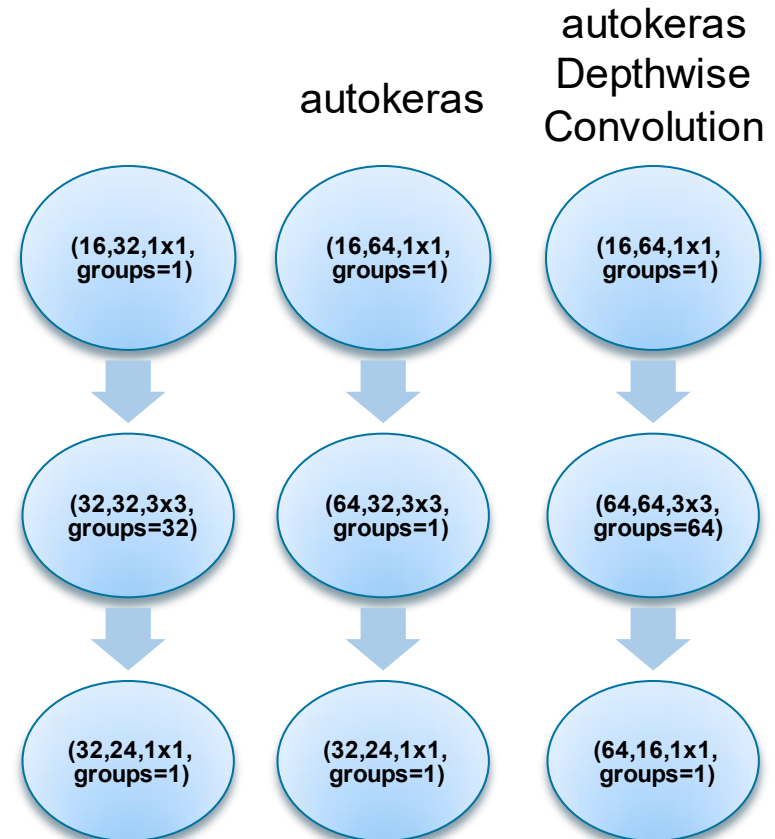 autokeras
autokeras
Depthwise
Convolution
(16,32,1x1,
groups=1)
(16,64,1x1,
groups=1)
(16,64,1x1,
groups=1)
(32,32,3x3,
groups=32)
(64,32,3x3,
groups=1)
(64,64,3x3,
groups=64)
(32,24,1x1,
groups=1)
(32,24,1x1,
groups=1)
(64,16,1x1,
groups=1)